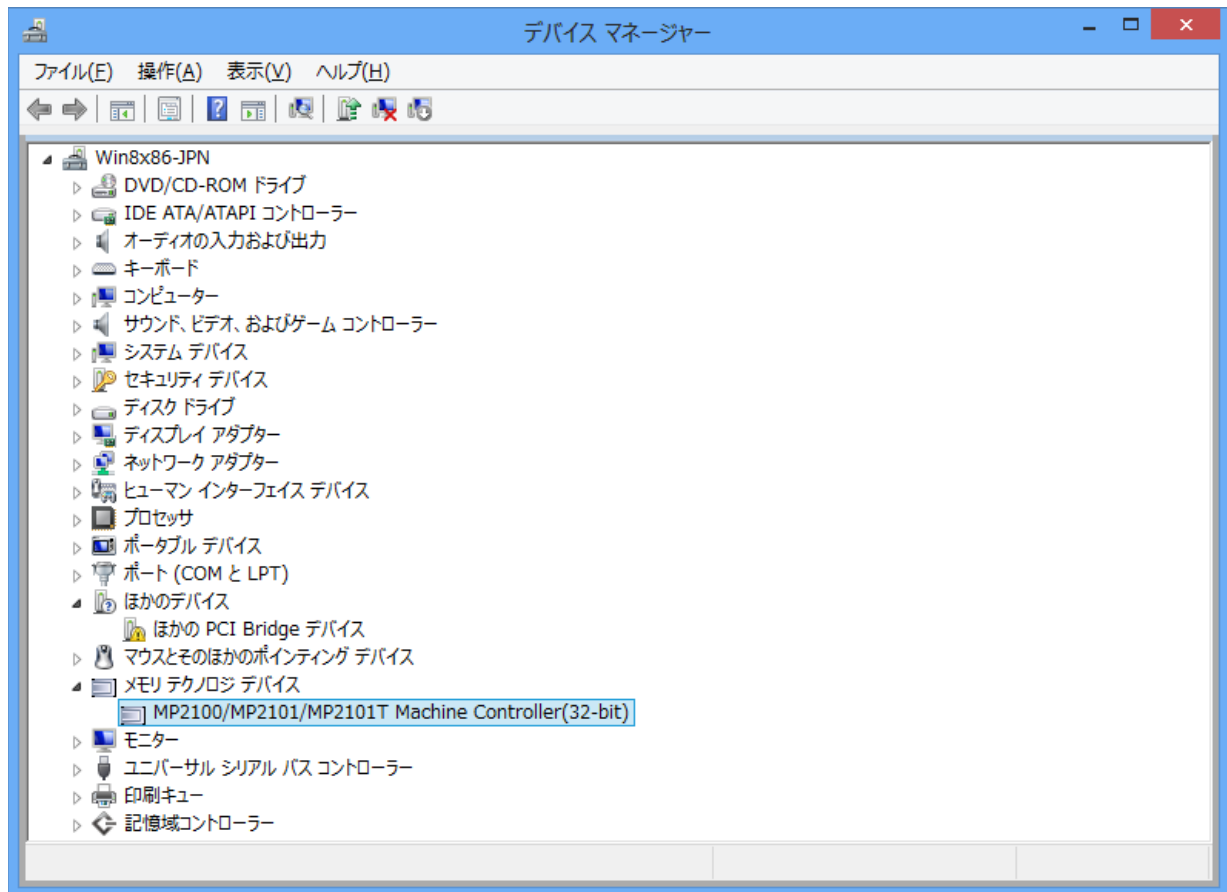 デバイス マネージャー
ファイル(F) 操作(A) 表示(V) ヘルプ(H)
Win8x86-JPN
DVD/CD-ROM ドライブ
IDE ATA/ATAPI コントローラー
オーディオの入力および出力
キーボード
コンピューター
サウンド、ビデオ、およびゲーム コントローラー
システム デバイス
セキュリティ デバイス
ディスク ドライブ
ディスプレイ アダプター
ネットワーク アダプター
ヒューマン インターフェイス デバイス
プロセッサ
ポータブル デバイス
ポート (COM と LPT)
ほかのデバイス
ほかの PCI Bridge デバイス
マウスとそのほかのポインティング デバイス
メモリ テクノロジ デバイス
MP2100/MP2101/MP2101T Machine Controller(32-bit)
モニター
ユニバーサル シリアル バス コントローラー
印刷キュー
記憶域コントローラー